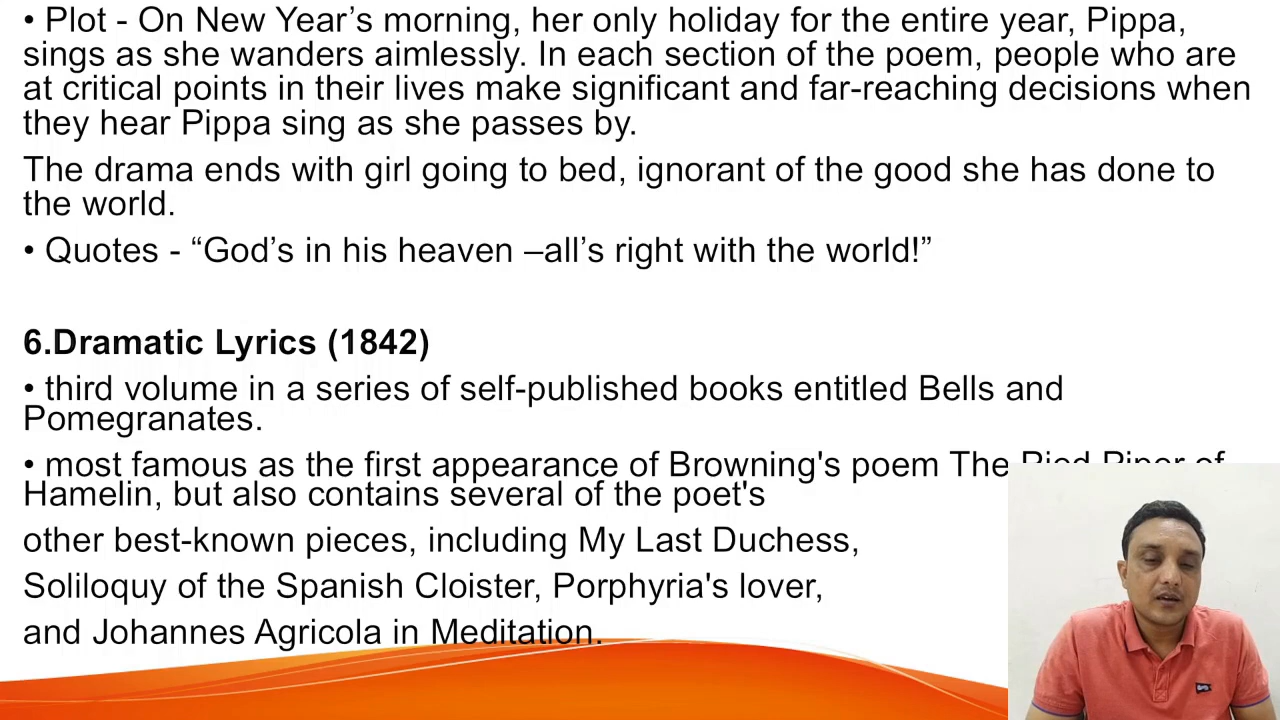 • Plot - On New Year’s morning, her only holiday for the entire year, Pippa,
sings as she wanders aimlessly. In each section of the poem, people who are
at critical points in their lives make significant and far-reaching decisions when
they hear Pippa sing as she passes by.
The drama ends with girl going to bed, ignorant of the good she has done to
the world.
• Quotes - “God’s in his heaven –all’s right with the world!”
6.Dramatic Lyrics (1842)
• third volume in a series of self-published books entitled Bells and
Pomegranates.
• most famous as the first appearance of Browning's poem The Pied Piper of
Hamelin, but also contains several of the poet's
other best-known pieces, including My Last Duchess,
Soliloquy of the Spanish Cloister, Porphyria's lover,
and Johannes Agricola in Meditation.